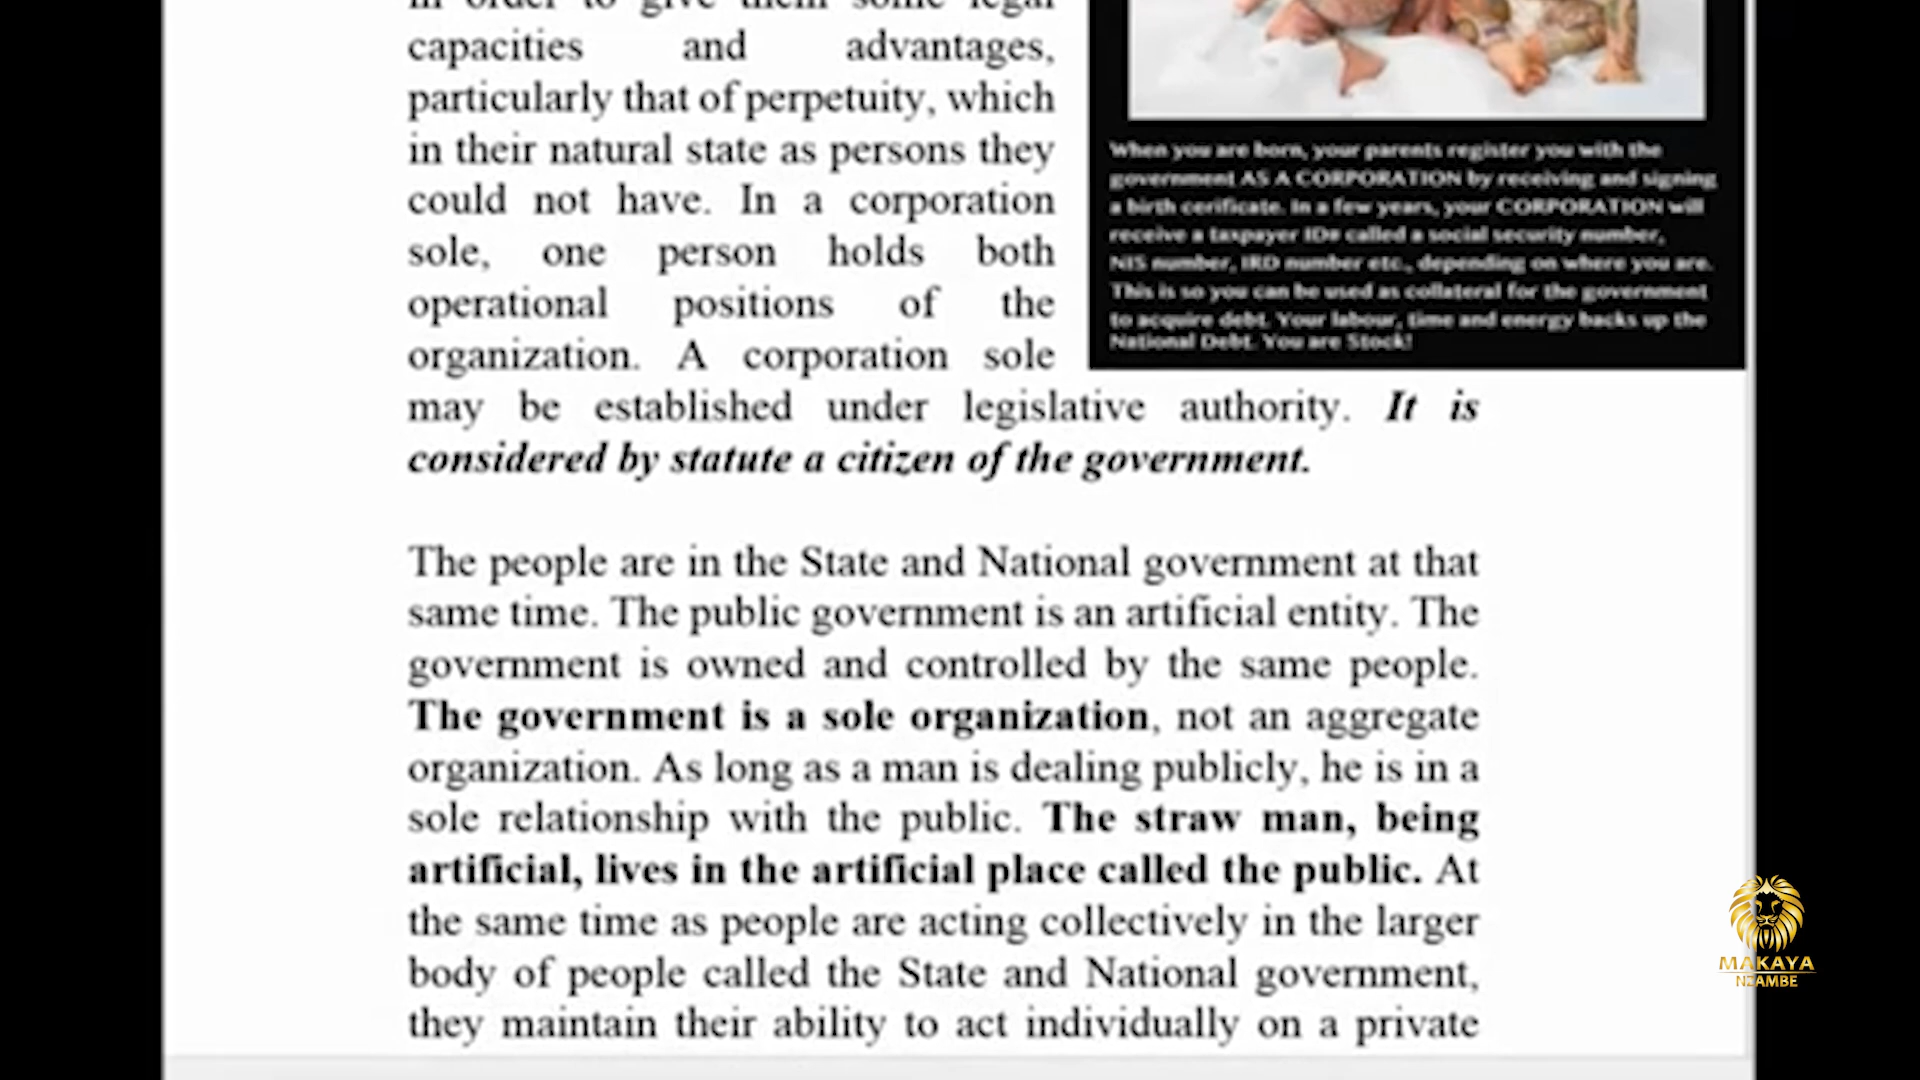 in order to give them some legal
capacities and advantages,
particularly that of perpetuity, which
in their natural state as persons they
could not have. In a corporation
sole, one person holds both
operational positions of the
organization. A corporation sole
may be established under legislative authority. It is
considered by statute a citizen of the government.
When you are born, your parents register you with the
government AS A CORPORATION by receiving and signing
a birth cerificate. In a few years, your CORPORATION will
receive a taxpayer ID# called a social security number,
NIS number, IRD number etc., depending on where you are.
This is so you can be used as collateral for the government
to acquire debt. Your labour, time and energy backs up the
National Debt. You are Stock!
The people are in the State and National government at that
same time. The public government is an artificial entity. The
government is owned and controlled by the same people.
The government is a sole organization, not an aggregate
organization. As long as a man is dealing publicly, he is in a
sole relationship with the public. The straw man, being
artificial, lives in the artificial place called the public. At
the same time as people are acting collectively in the larger
body of people called the State and National government,
they maintain their ability to act individually on a private
MAKAYA
NZAMBE